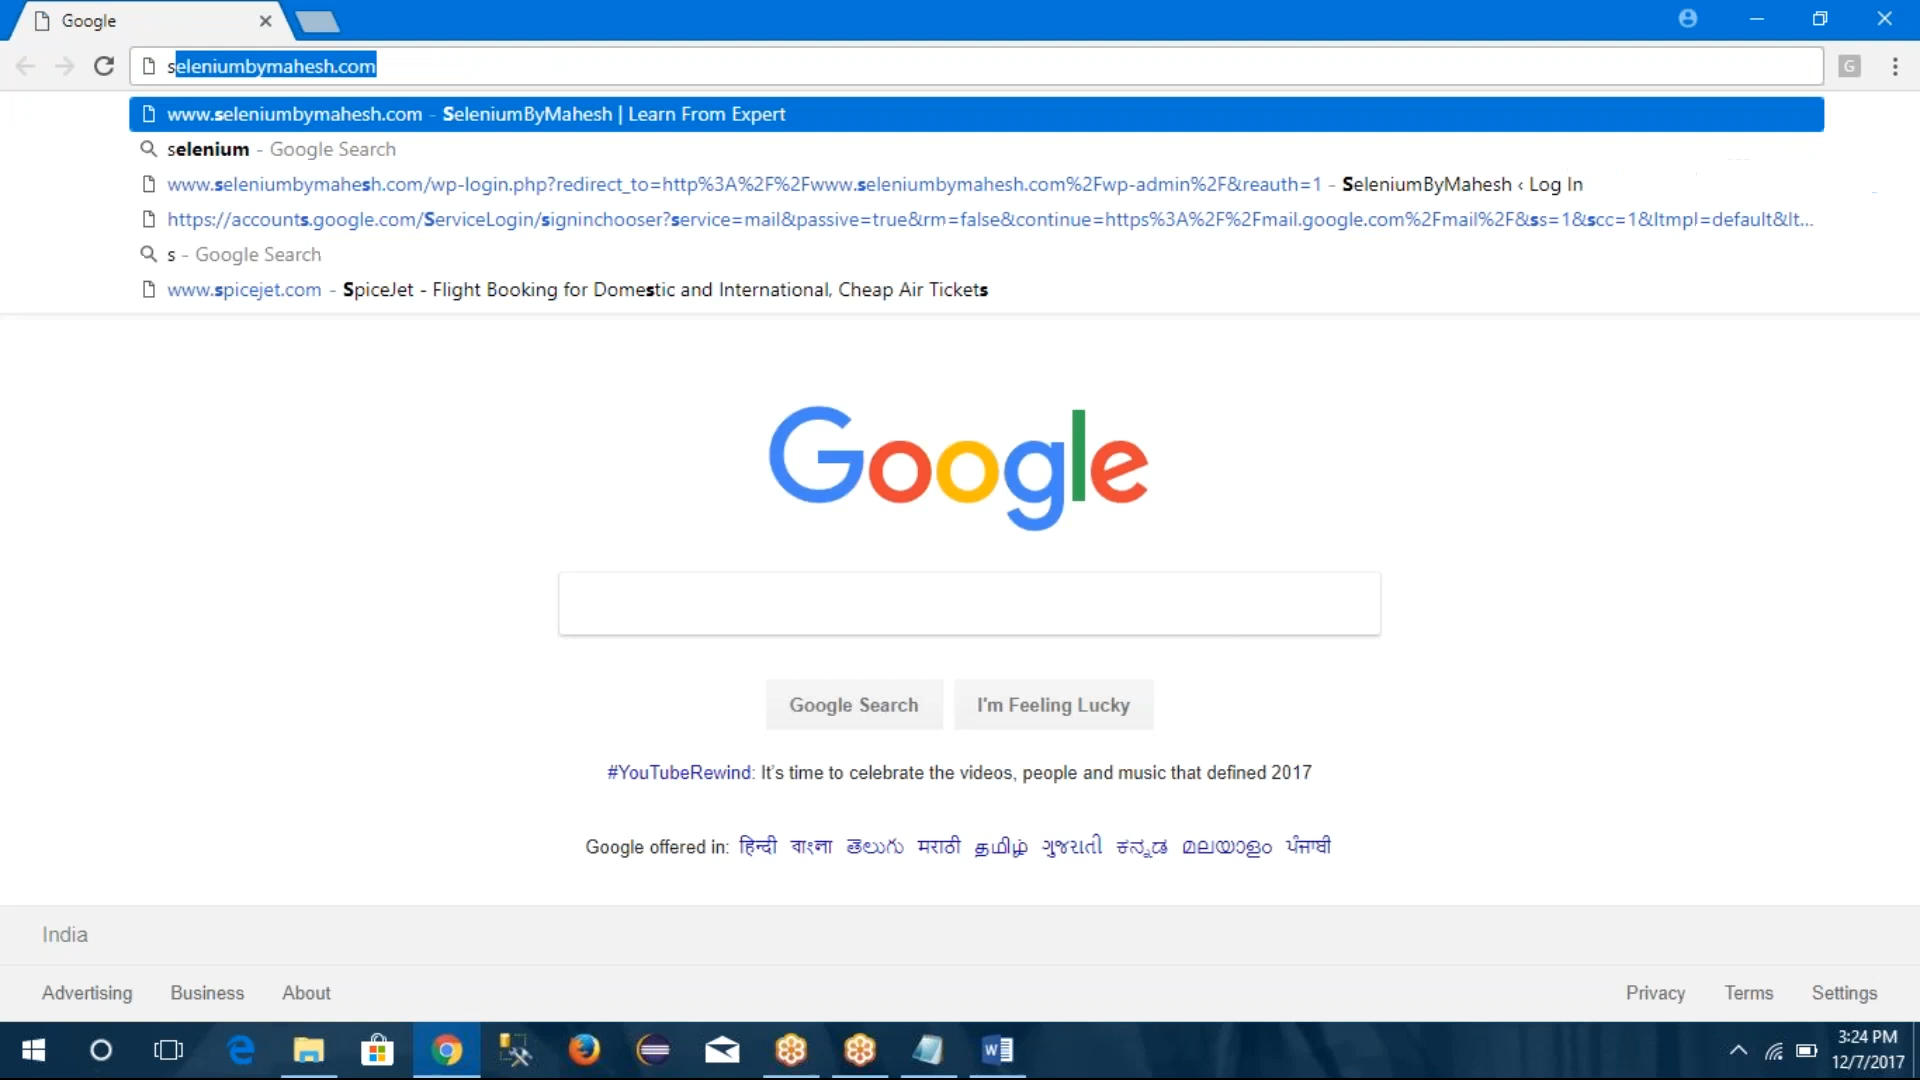 Google
seleniumbymahesh.com
G
www.seleniumbymahesh.com - SeleniumByMahesh | Learn From Expert
selenium - Google Search
www.seleniumbymahesh.com/wp-login.php?redirect_to=http%3A%2F%2Fwww.seleniumbymahesh.com%2Fwp-admin%2F&reauth=1 - SeleniumByMahesh ‹ Log In
https://accounts.google.com/ServiceLogin/signinchooser?service=mail&passive=true&rm=false&continue=https%3A%2F%2Fmail.google.com%2Fmail%2F&ss=1&scc=1&ltmpl=default&lt...
s - Google Search
www.spicejet.com - SpiceJet - Flight Booking for Domestic and International, Cheap Air Tickets
Google
Google Search I'm Feeling Lucky
#YouTubeRewind: It's time to celebrate the videos, people and music that defined 2017
Google offered in: हिन्दी বাংলা తెలుగు मराठी தமிழ் ગુજરાતી ಕನ್ನಡ മലയാളം ਪੰਜਾਬੀ
India
Advertising Business About Privacy Terms Settings
3:24 PM
12/7/2017